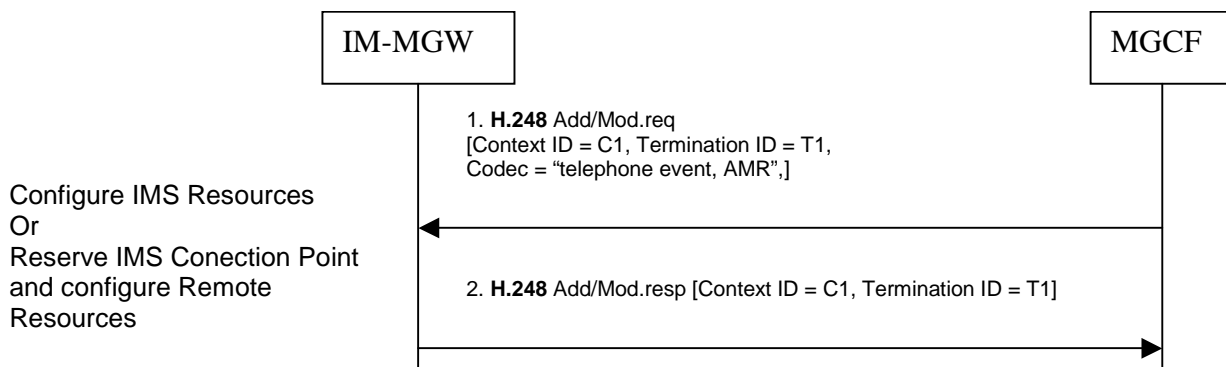 IM-MGW
MGCF
1. H.248 Add/Mod.req
[Context ID = C1, Termination ID = T1,
Codec = “telephone event, AMR”,]
Configure IMS Resources
Or
Reserve IMS Conection Point
and configure Remote
Resources
2. H.248 Add/Mod.resp [Context ID = C1, Termination ID = T1]